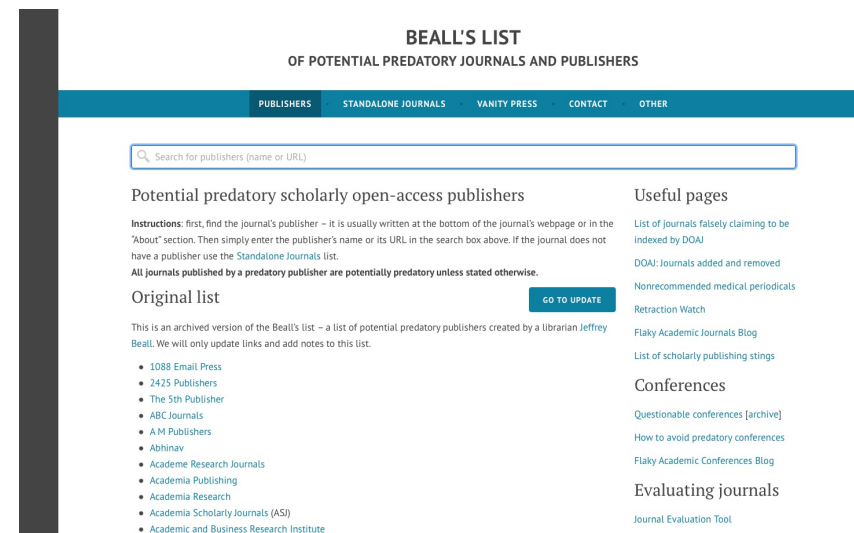 BEALL'S LIST
OF POTENTIAL PREDATORY JOURNALS AND PUBLISHERS
PUBLISHERS
STANDALONE JOURNALS
VANITY PRESS
CONTACT
OTHER
Search for publishers (name or URL)
Potential predatory scholarly open-access publishers
Instructions: first, find the journal's publisher – it is usually written at the bottom of the journal's webpage or in the
"About" section. Then simply enter the publisher's name or its URL in the search box above. If the journal does not
have a publisher use the Standalone Journals list.
All journals published by a predatory publisher are potentially predatory unless stated otherwise.
Original list
GO TO UPDATE
This is an archived version of the Beall's list – a list of potential predatory publishers created by a librarian Jeffrey
Beall. We will only update links and add notes to this list.
1088 Email Press
2425 Publishers
The 5th Publisher
ABC Journals
A M Publishers
Abhinav
Academe Research Journals
Academia Publishing
Academia Research
Academia Scholarly Journals (ASJ)
Academic and Business Research Institute
Useful pages
List of journals falsely claiming to be
indexed by DOAJ
DOAJ: Journals added and removed
Nonrecommended medical periodicals
Retraction Watch
Flaky Academic Journals Blog
List of scholarly publishing stings
Conferences
Questionable conferences [archive]
How to avoid predatory conferences
Flaky Academic Conferences Blog
Evaluating journals
Journal Evaluation Tool